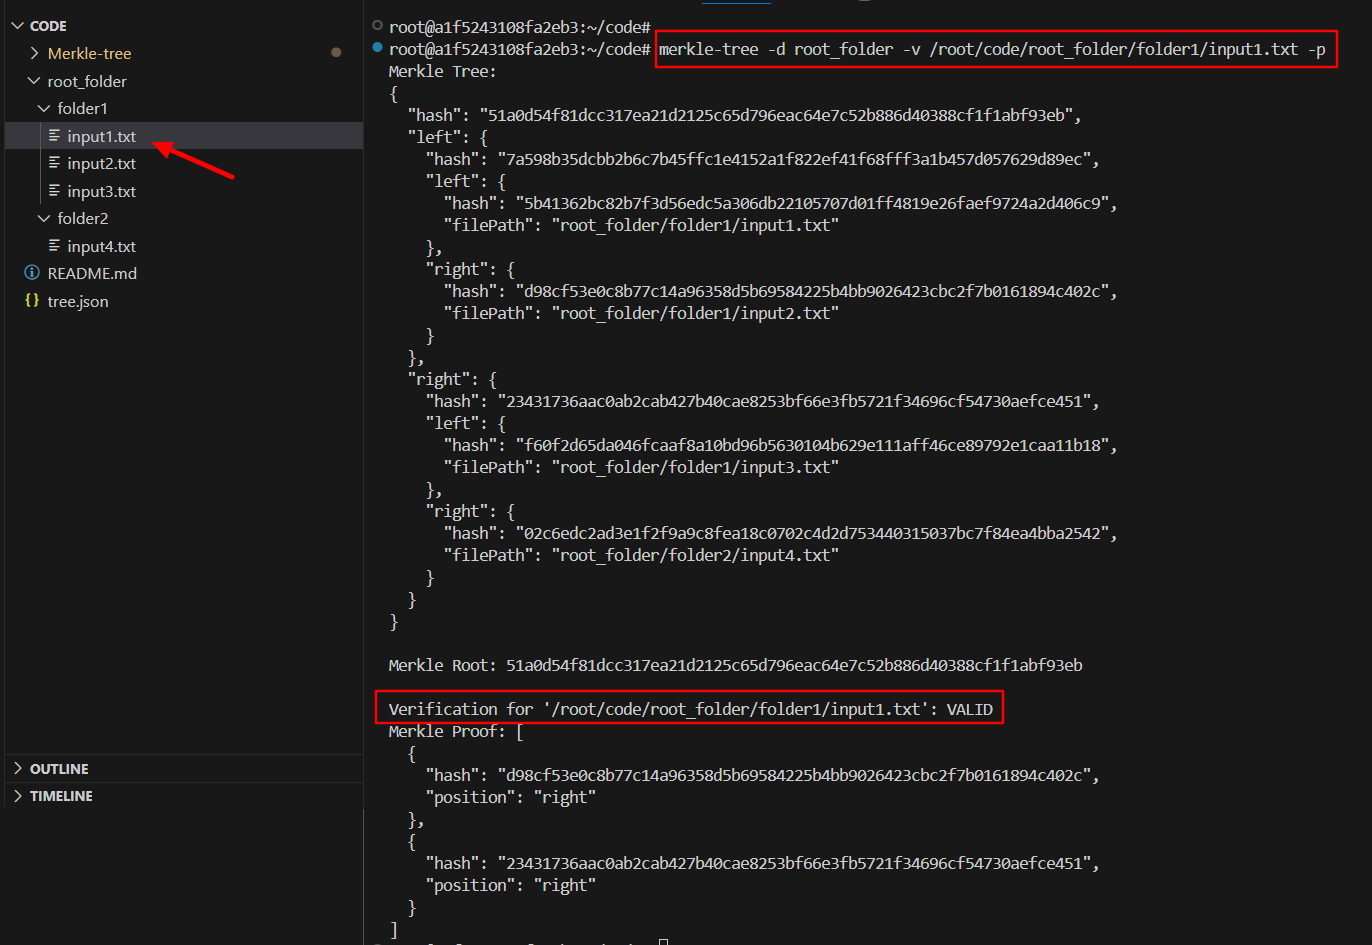 CODE
Merkle-tree
root_folder
folder1
input1.txt
input2.txt
input3.txt
folder2
input4.txt
README.md
{} tree.json
OUTLINE
TIMELINE
root@a1f5243108fa2eb3:~/code#
root@a1f5243108fa2eb3:~/code# merkle-tree -d root_folder -v /root/code/root_folder/folder1/input1.txt -p
Merkle Tree:
{
  "hash": "51a0d54f81dcc317ea21d2125c65d796eac64e7c52b886d40388cf1f1abf93eb",
  "left": {
    "hash": "7a598b35dcbb2b6c7b45ffc1e4152a1f822ef41f68fff3a1b457d057629d89ec",
    "left": {
      "hash": "5b41362bc82b7f3d56edc5a306db22105707d01ff4819e26faef9724a2d406c9",
      "filePath": "root_folder/folder1/input1.txt"
    },
    "right": {
      "hash": "d98cf53e0c8b77c14a96358d5b69584225b4bb9026423cbc2f7b0161894c402c",
      "filePath": "root_folder/folder1/input2.txt"
    }
  },
  "right": {
    "hash": "23431736aac0ab2cab427b40cae8253bf66e3fb5721f34696cf54730aefce451",
    "left": {
      "hash": "f60f2d65da046fcaaf8a10bd96b5630104b629e111aff46ce89792e1caa11b18",
      "filePath": "root_folder/folder1/input3.txt"
    },
    "right": {
      "hash": "02c6edc2ad3e1f2f9a9c8fea18c0702c4d2d753440315037bc7f84ea4bba2542",
      "filePath": "root_folder/folder2/input4.txt"
    }
  }
}
Merkle Root: 51a0d54f81dcc317ea21d2125c65d796eac64e7c52b886d40388cf1f1abf93eb
Verification for '/root/code/root_folder/folder1/input1.txt': VALID
Merkle Proof: [
  {
    "hash": "d98cf53e0c8b77c14a96358d5b69584225b4bb9026423cbc2f7b0161894c402c",
    "position": "right"
  },
  {
    "hash": "23431736aac0ab2cab427b40cae8253bf66e3fb5721f34696cf54730aefce451",
    "position": "right"
  }
]